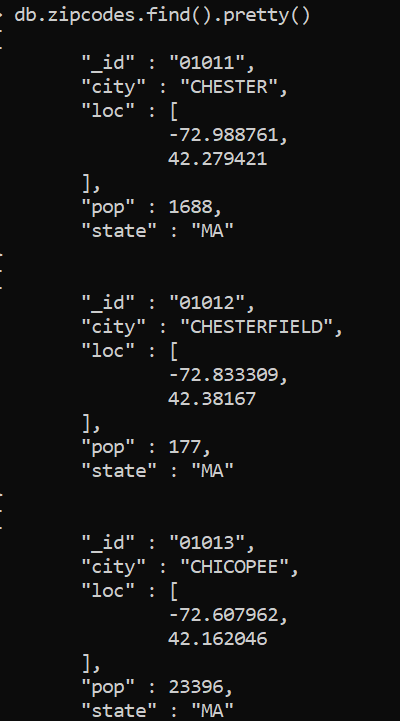 db.zipcodes.find().pretty()
"_id" : "01011",
"city" : "CHESTER",
"loc" : [
-72.988761,
42.279421
],
"pop" : 1688,
"state" : "MA"
"_id" : "01012",
"city" : "CHESTERFIELD",
"loc" : [
-72.833309,
42.38167
],
"pop" : 177,
"state" : "MA"
"_id" : "01013",
"city" : "CHICOPEE",
"loc" : [
-72.607962,
42.162046
],
"pop" : 23396,
"state" : "MA"